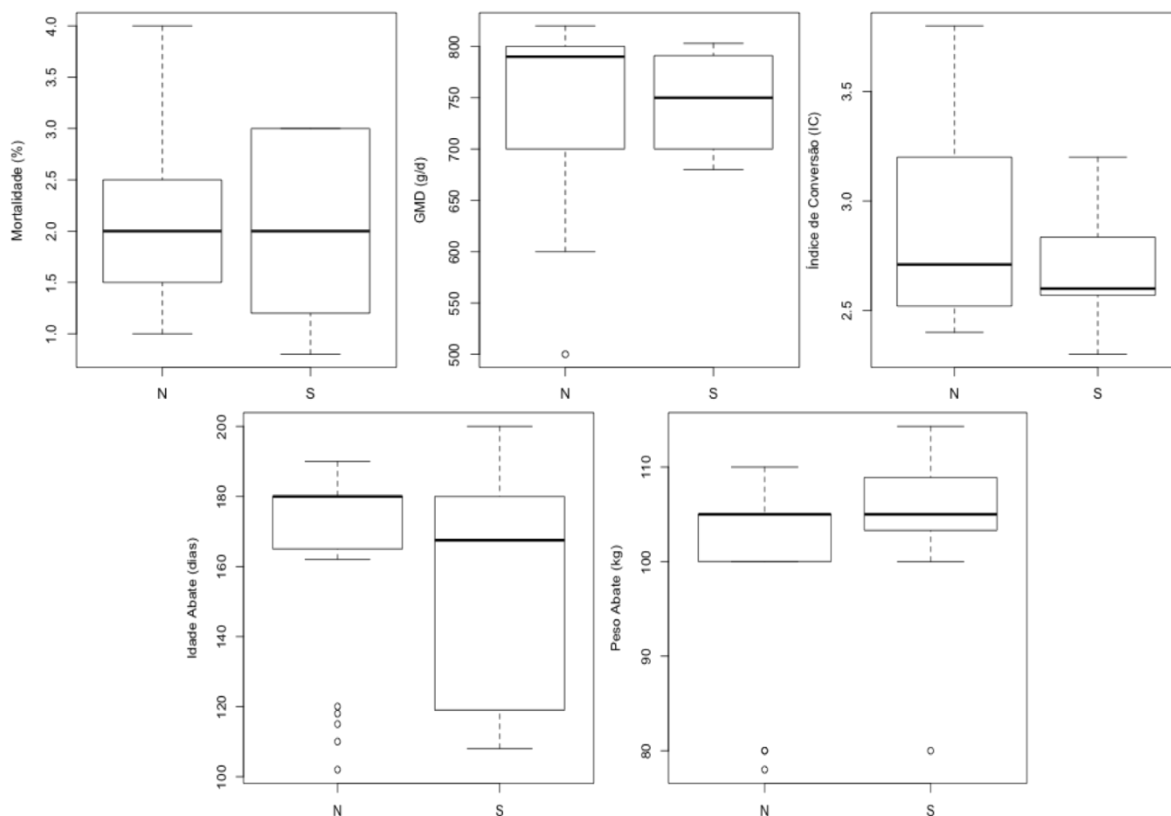 Mortalidade (%)
4.0
3.5
3.0
2.5
2.0
1.5
1.0
N S
GMD (g/d)
800
750
700
650
600
550
500
N S
Índice de Conversão (IC)
3.5
3.0
2.5
N S
Idade Abate (dias)
200
180
160
140
120
100
N S
Peso Abate (kg)
110
100
90
80
N S